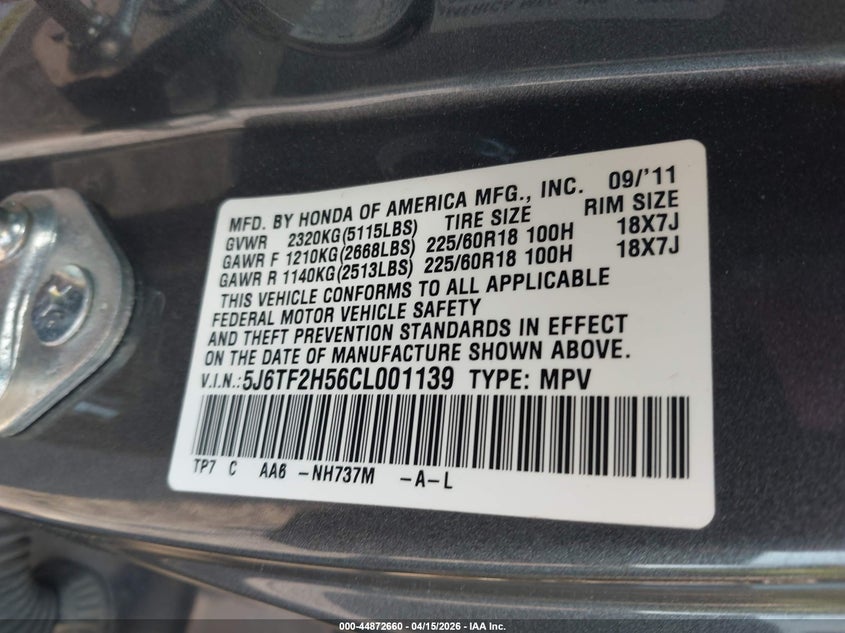 MFD. BY HONDA OF AMERICA MFG., INC. 09/'11
GVWR 2320KG(5115LBS) TIRE SIZE RIM SIZE
GAWR F 1210KG(2668LBS) 225/60R18 100H 18X7J
GAWR R 1140KG(2513LBS) 225/60R18 100H 18X7J
THIS VEHICLE CONFORMS TO ALL APPLICABLE
FEDERAL MOTOR VEHICLE SAFETY
AND THEFT PREVENTION STANDARDS IN EFFECT
ON THE DATE OF MANUFACTURE SHOWN ABOVE.
V.I.N.:5J6TF2H56CL001139 TYPE: MPV
TP7 C AA6 -NH737M -A-L
000-44872660 - 04/15/2026 - IAA Inc.